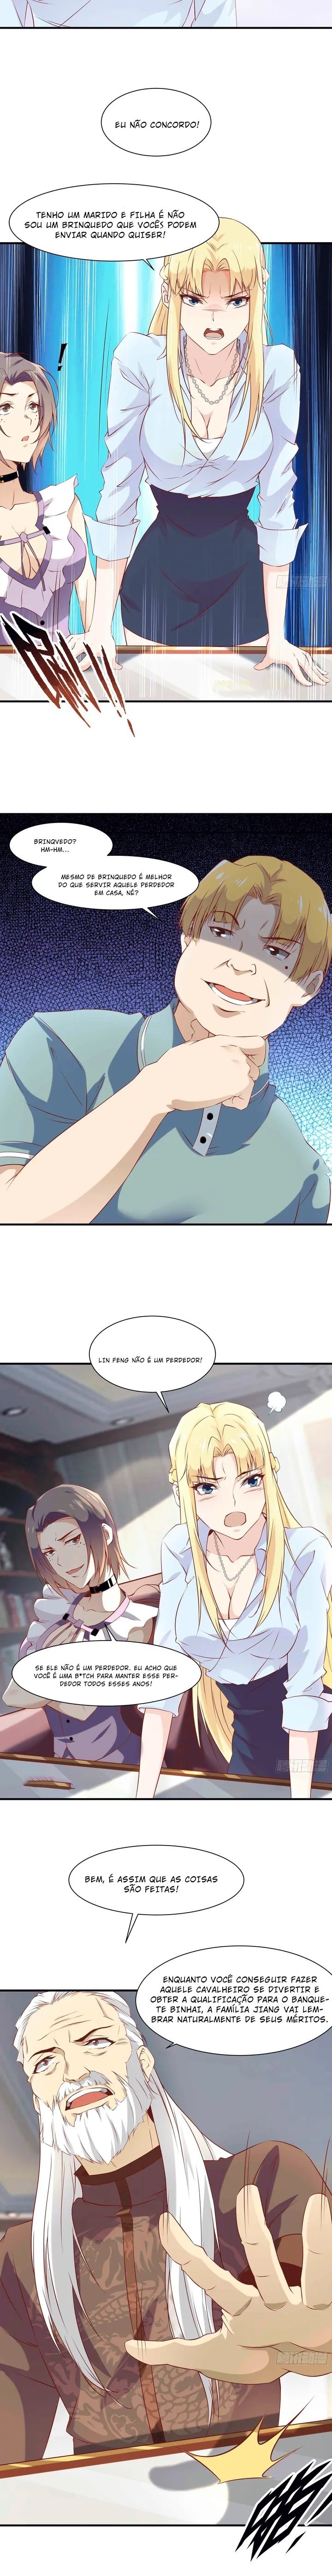 EU NÃO CONCORDO!
TENHO UM MARIDO E FILHA É NÃO
SOU UM BRINQUEDO QUE VOCÊS PODEM
ENVIAR QUANDO QUISER!
!
BRINQVEDO?
HM-HM...
MESMO DE BRINQUEDO É MELHOR
DO QUE SERVIR AQUELE PERDEDOR
EM CASA, NÉ?
LIN FENG NÃO É UM PERDEDOR!
SE ELE NÃO É UM PERDEDOR. EU ACHO QUE
VOCÊ É UMA B*TCH PARA MANTER ESSE PER-
DEDOR TODOS ESSES ANOS!
BEM, É ASSIM QUE AS COISAS
SÃO FEITAS!
ENQUANTO VOCÊ CONSEGUIR FAZER
AQUELE CAVALHEIRO SE DIVERTIR E
OBTER A QUALIFICAÇÃO PARA O BANQUE-
TE BINHAI, A FAMÍLIA JIANG VAI LEM-
BRAR NATURALMENTE DE SEUS MÉRITOS.